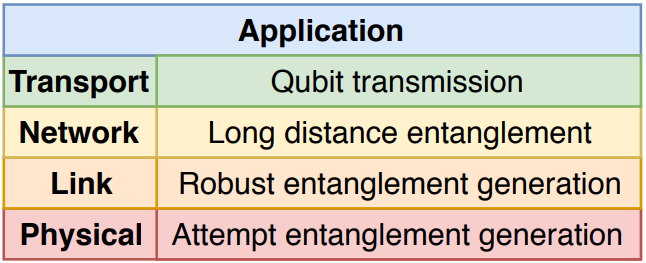 Application
Transport Qubit transmission
Network Long distance entanglement
Link Robust entanglement generation
Physical Attempt entanglement generation